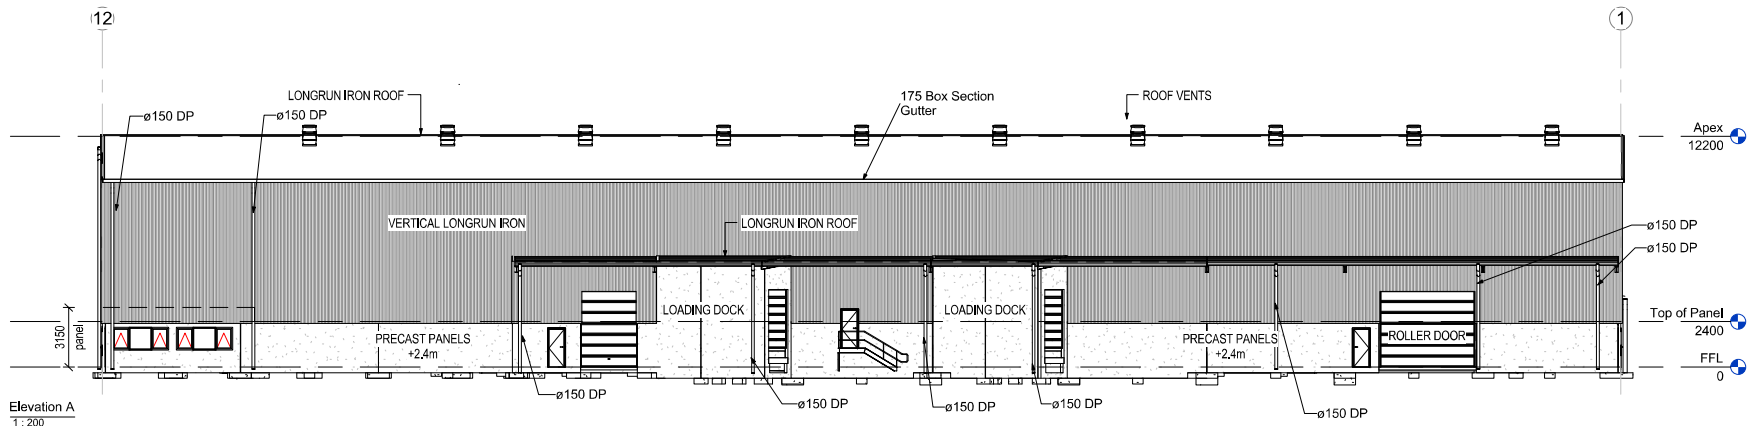 12
1
LONGRUN IRON ROOF
ø150 DP
ø150 DP
175 Box Section
Gutter
ROOF VENTS
Apex
12200
VERTICAL LONGRUN IRON
LONGRUN IRON ROOF
ø150 DP
ø150 DP
3150
panel
LOADING DOCK
LOADING DOCK
Top of Panel
2400
PRECAST PANELS
+2.4m
PRECAST PANELS
+2.4m
ROLLER DOOR
FFL
0
ø150 DP
ø150 DP
ø150 DP
ø150 DP
ø150 DP
Elevation A
1 : 200